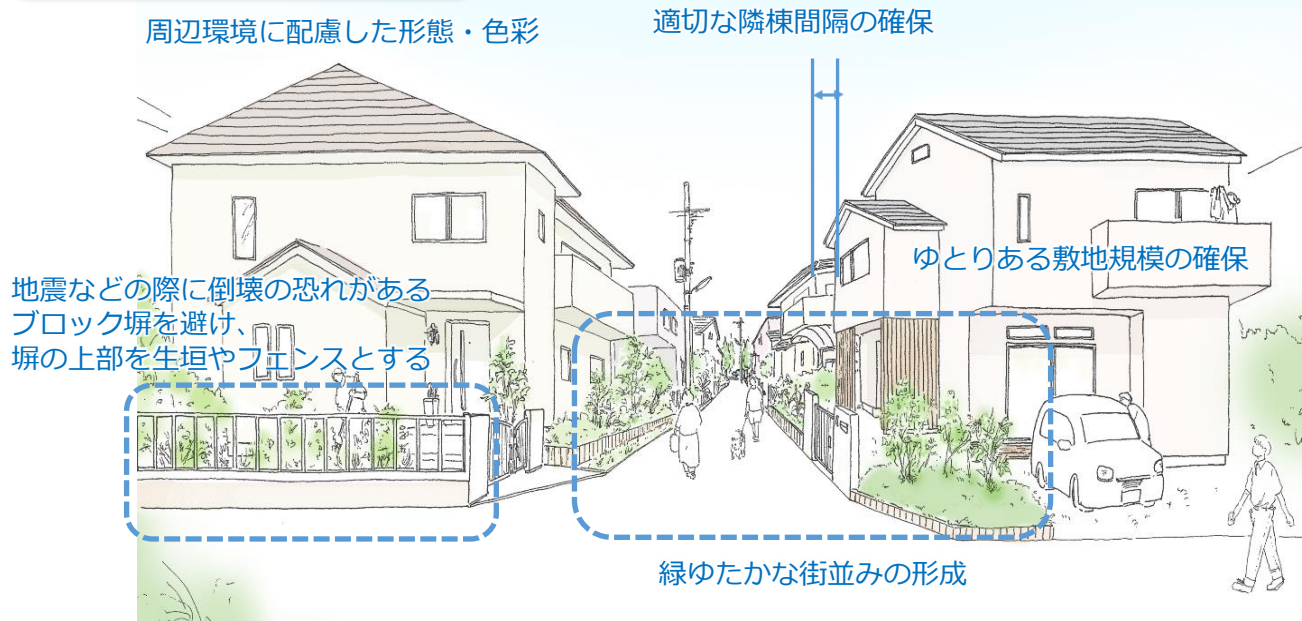 周辺環境に配慮した形態・色彩
適切な隣棟間隔の確保
ゆとりある敷地規模の確保
地震などの際に倒壊の恐れがある
ブロック塀を避け、
塀の上部を生垣やフェンスとする
緑ゆたかな街並みの形成